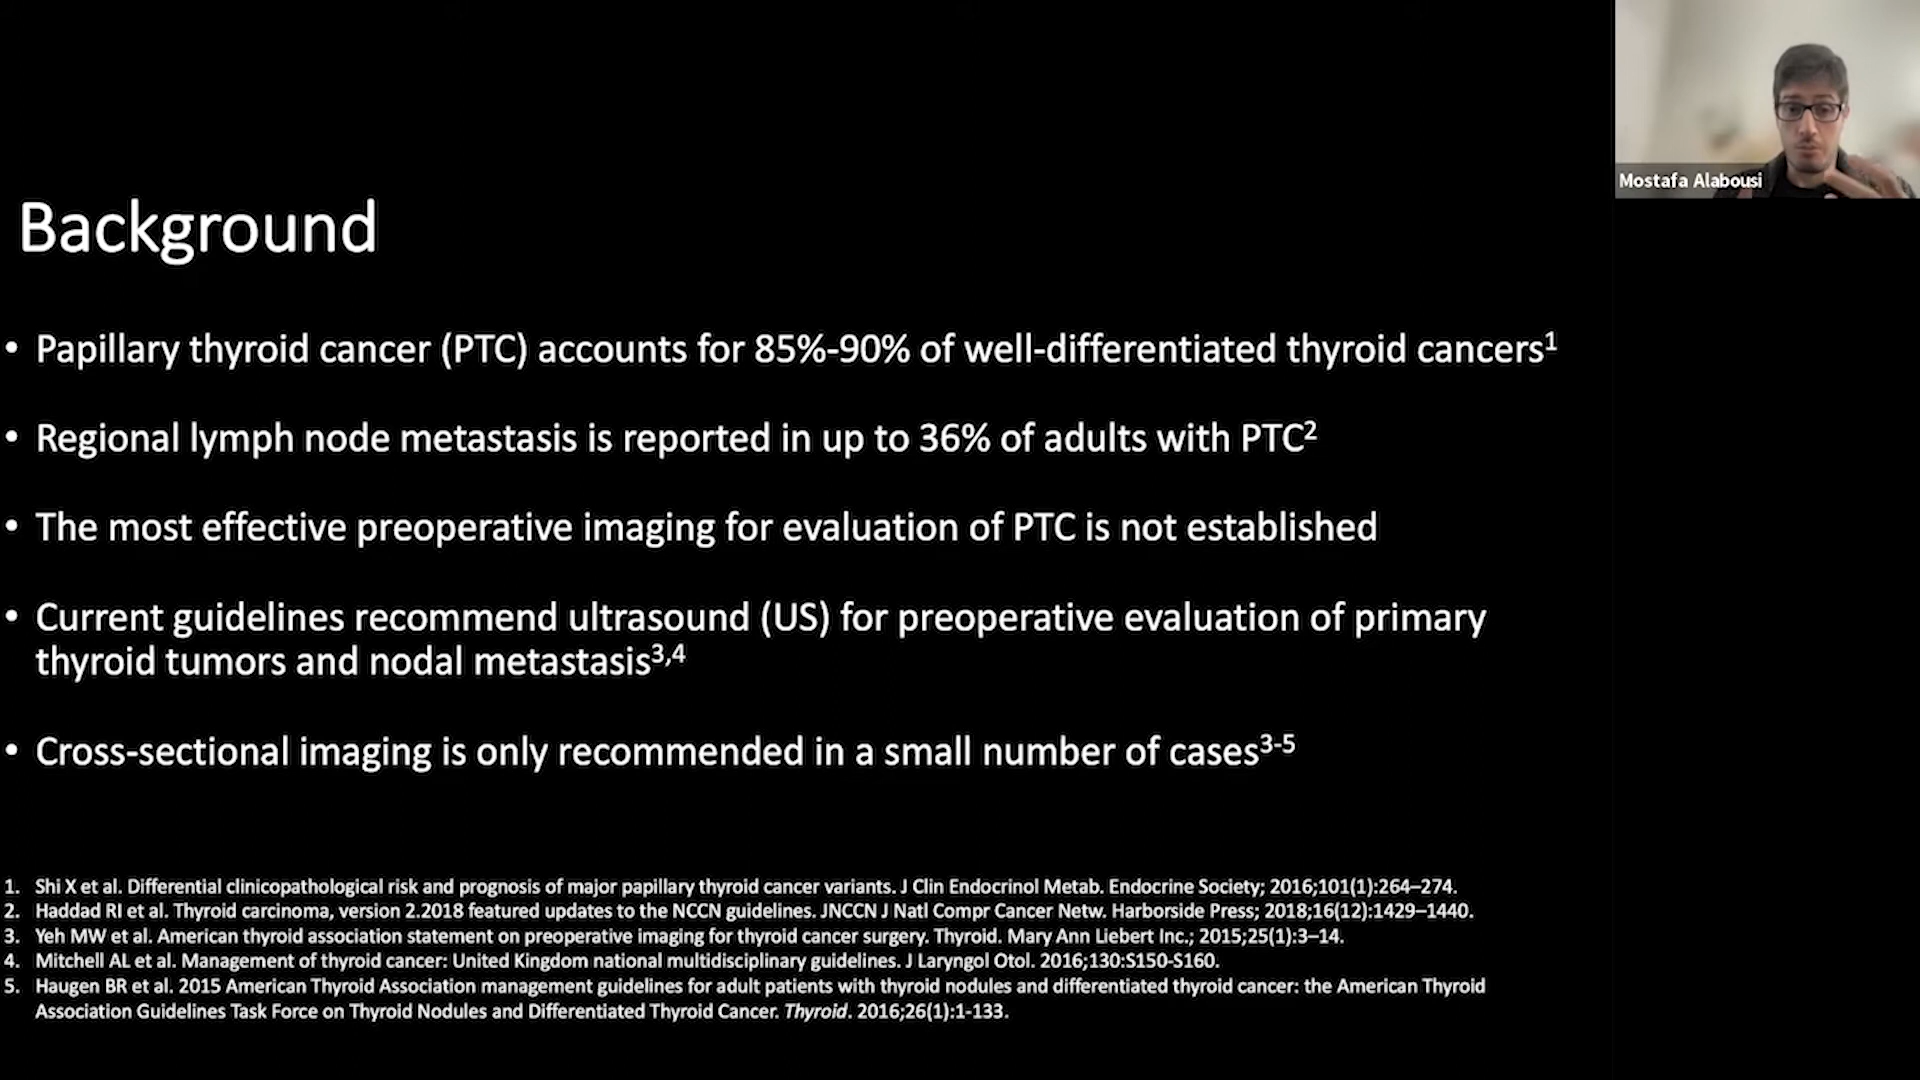 Mostafa Alabousi
Background
• Papillary thyroid cancer (PTC) accounts for 85%-90% of well-differentiated thyroid cancers¹
• Regional lymph node metastasis is reported in up to 36% of adults with PTC²
• The most effective preoperative imaging for evaluation of PTC is not established
• Current guidelines recommend ultrasound (US) for preoperative evaluation of primary
thyroid tumors and nodal metastasis³,⁴
• Cross-sectional imaging is only recommended in a small number of cases³-⁵
1. Shi X et al. Differential clinicopathological risk and prognosis of major papillary thyroid cancer variants. J Clin Endocrinol Metab. Endocrine Society; 2016;101(1):264–274.
2. Haddad RI et al. Thyroid carcinoma, version 2.2018 featured updates to the NCCN guidelines. JNCCN J Natl Compr Cancer Netw. Harborside Press; 2018;16(12):1429–1440.
3. Yeh MW et al. American thyroid association statement on preoperative imaging for thyroid cancer surgery. Thyroid. Mary Ann Liebert Inc.; 2015;25(1):3–14.
4. Mitchell AL et al. Management of thyroid cancer: United Kingdom national multidisciplinary guidelines. J Laryngol Otol. 2016;130:S150-S160.
5. Haugen BR et al. 2015 American Thyroid Association management guidelines for adult patients with thyroid nodules and differentiated thyroid cancer: the American Thyroid
Association Guidelines Task Force on Thyroid Nodules and Differentiated Thyroid Cancer. Thyroid. 2016;26(1):1-133.